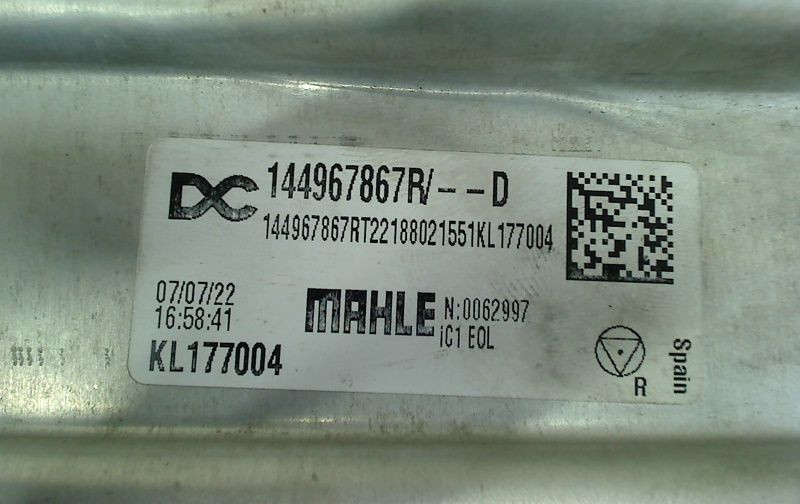 DC 144967867R/--D
144967867RT22188021551KL177004
07/07/22
16:58:41
MAHLE N:0062997
iC1 EOL
KL177004
R
Spain